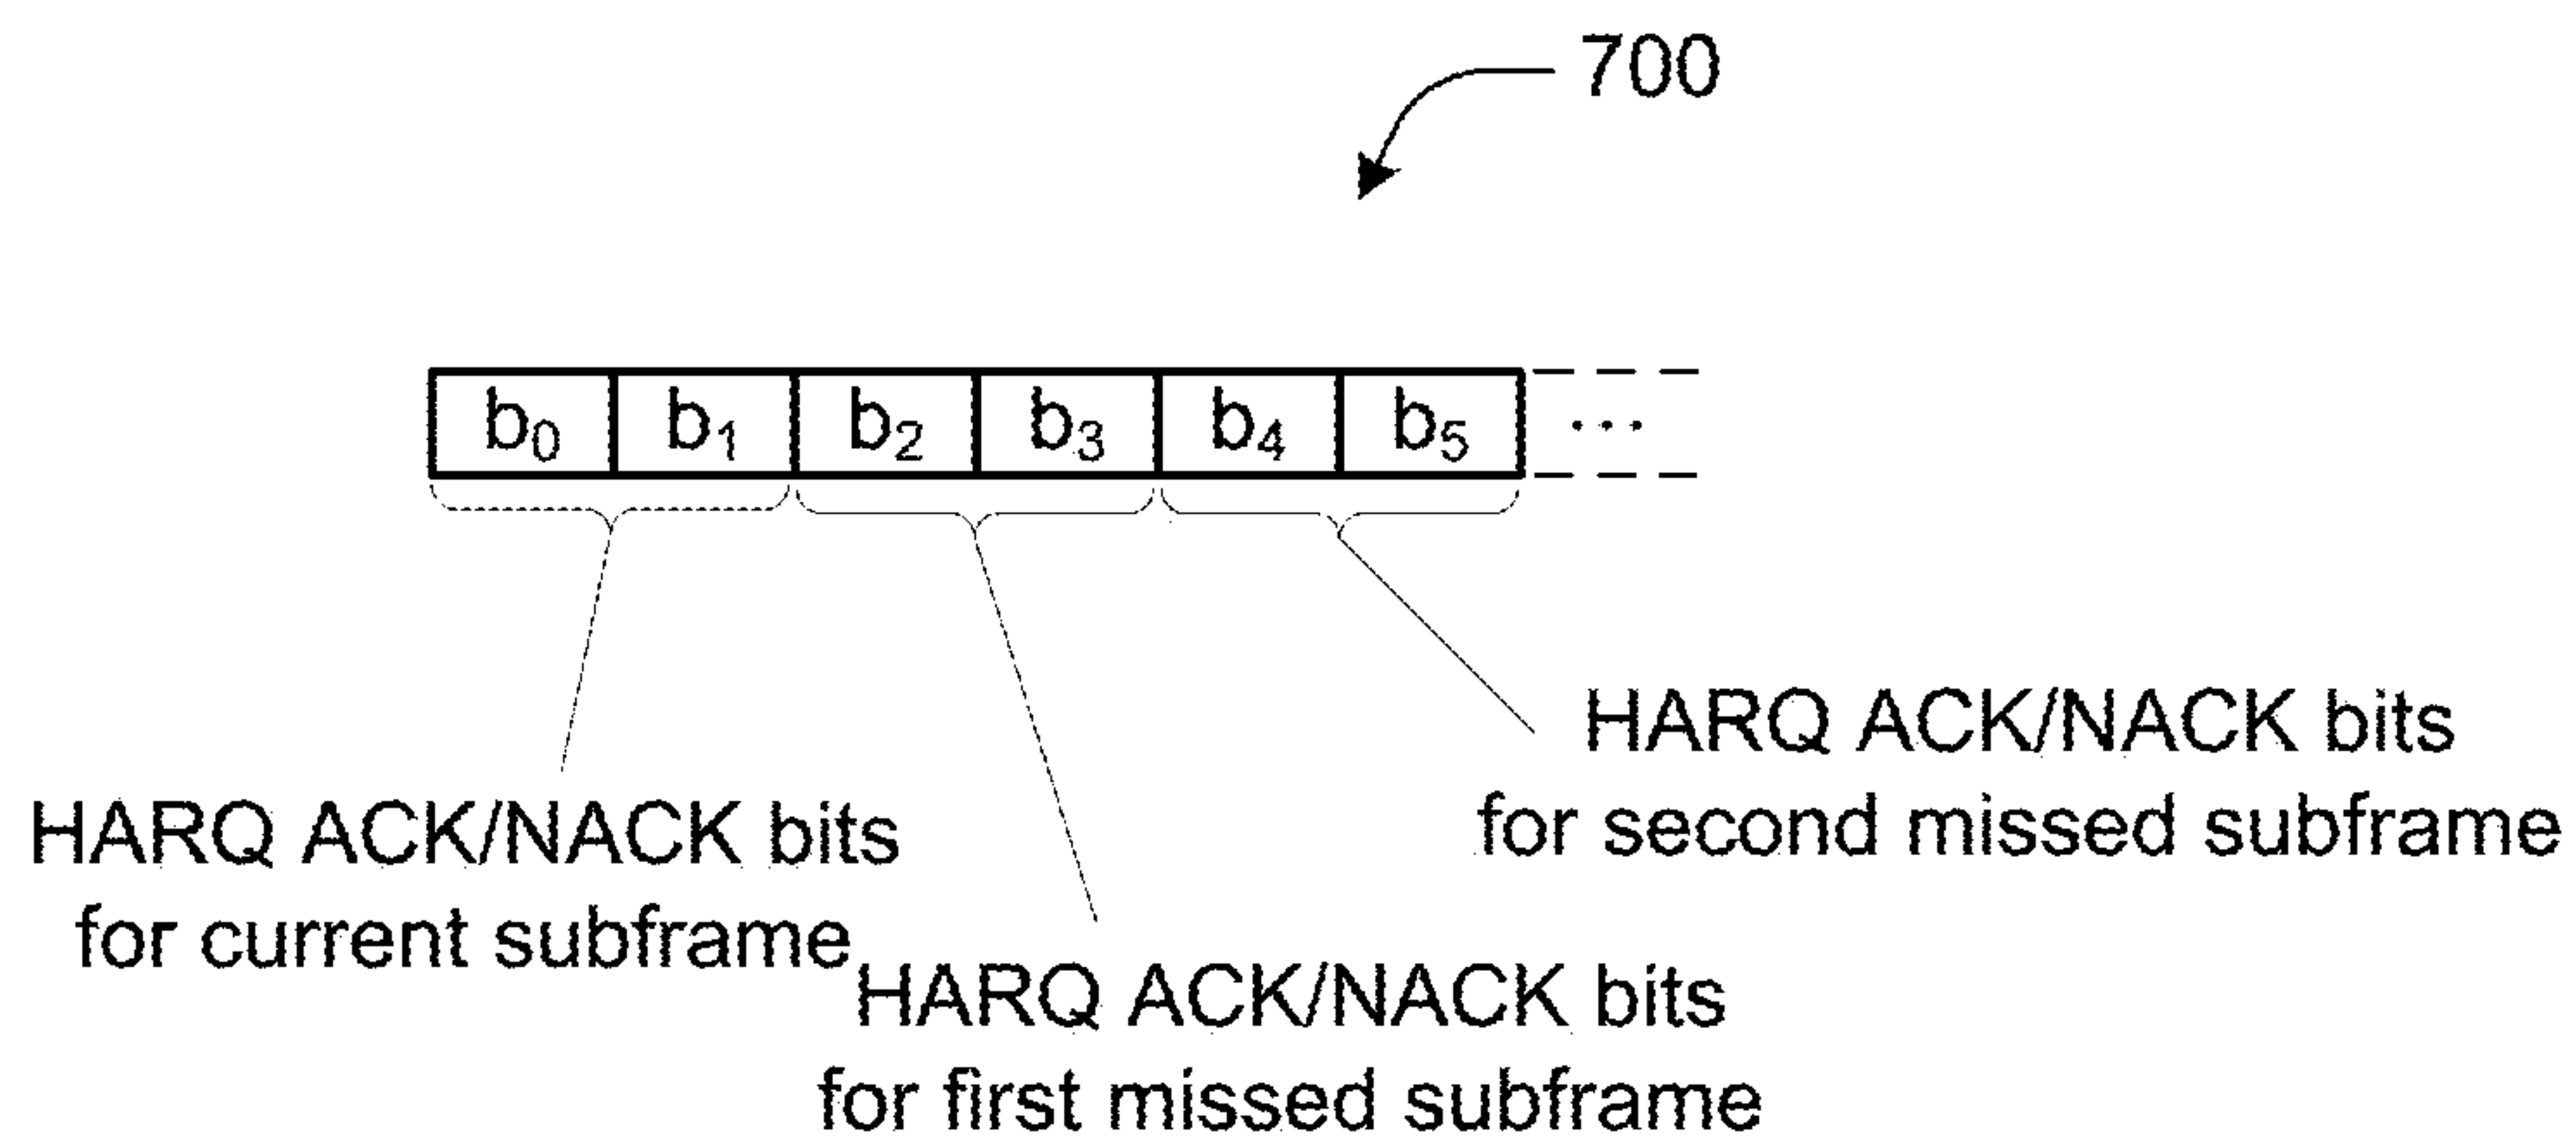 700
b0 b1 b2 b3 b4 b5 ...
HARQ ACK/NACK bits
for second missed subframe
HARQ ACK/NACK bits
for current subframe
HARQ ACK/NACK bits
for first missed subframe